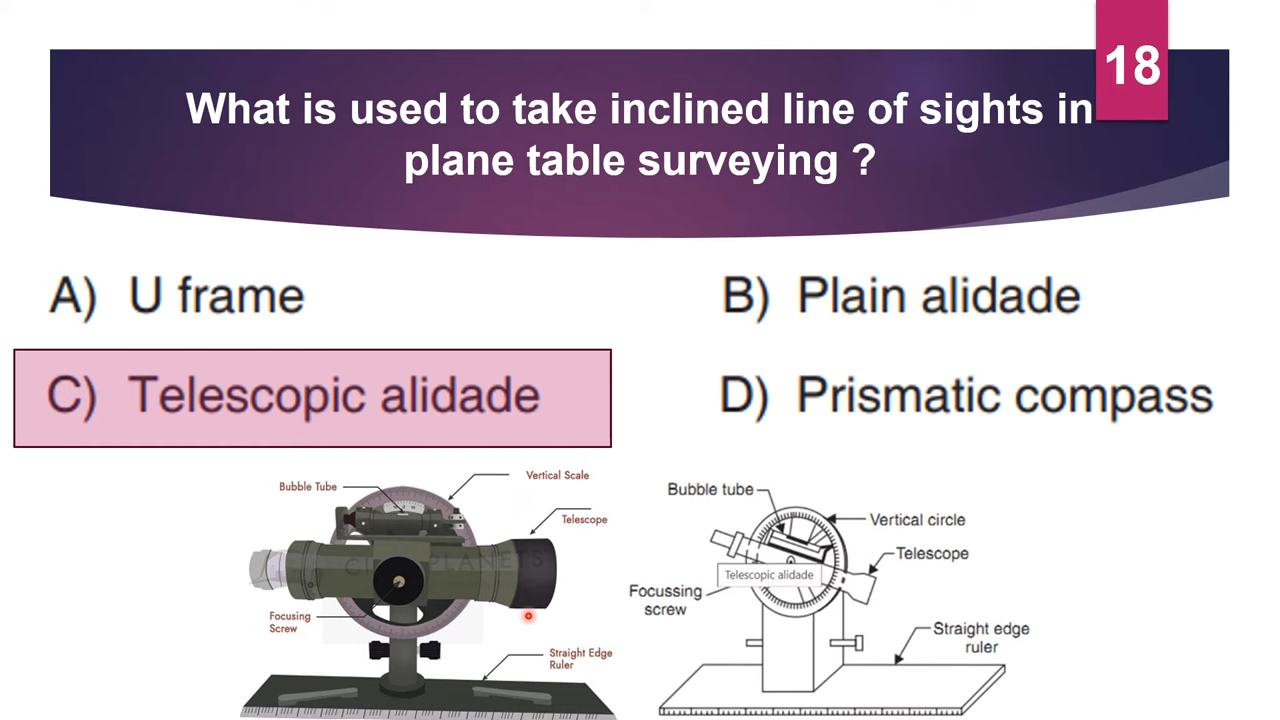 18
What is used to take inclined line of sights in
plane table surveying ?
A) U frame
B) Plain alidade
C) Telescopic alidade
D) Prismatic compass
Bubble Tube
Vertical Scale
Telescope
Focusing
Screw
Straight Edge
Ruler
Bubble tube
Vertical circle
Telescope
Telescopic alidade
Focussing
screw
Straight edge
ruler